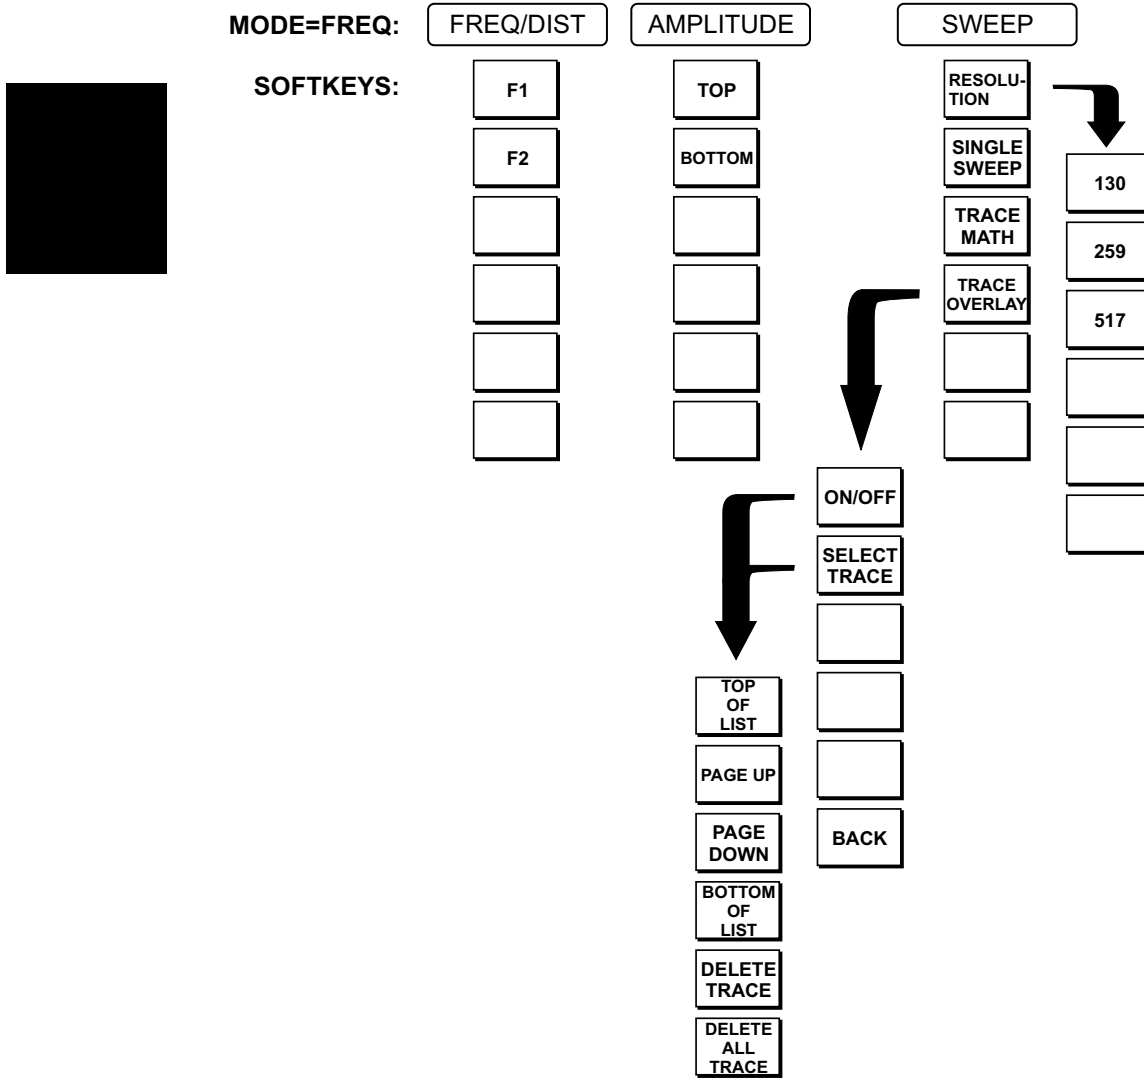 MODE=FREQ:
FREQ/DIST
AMPLITUDE
SWEEP
SOFTKEYS:
F1
F2
TOP
BOTTOM
RESOLU-
TION
SINGLE
SWEEP
TRACE
MATH
TRACE
OVERLAY
130
259
517
ON/OFF
SELECT
TRACE
BACK
TOP
OF
LIST
PAGE UP
PAGE
DOWN
BOTTOM
OF
LIST
DELETE
TRACE
DELETE
ALL
TRACE